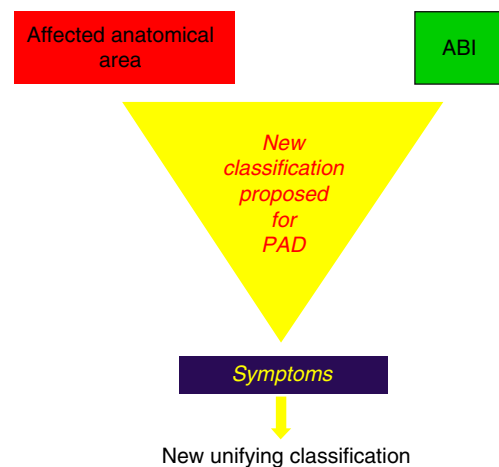 Affected anatomical
area
ABI
New
classification
proposed
for
PAD
Symptoms
New unifying classification